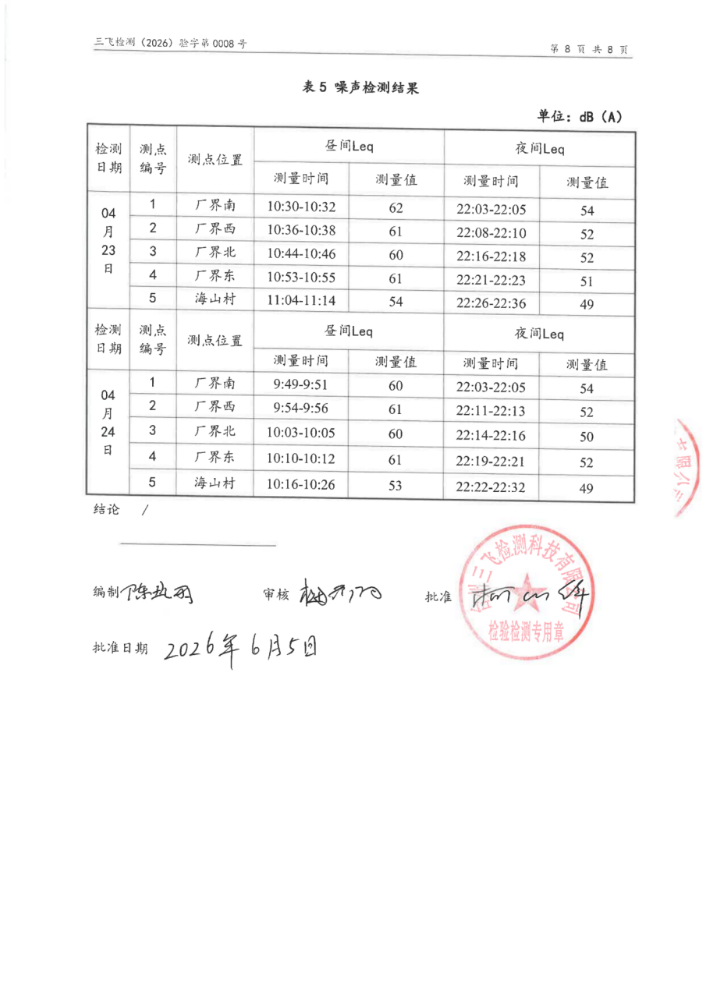 三飞检测（2026）验字第0008号
第 8 页 共 8 页
表 5 噪声检测结果
单位：dB（A）
检测日期 测点编号 测点位置 昼间Leq 夜间Leq
测量时间 测量值 测量时间 测量值
04月23日
1 厂界南 10:30-10:32 62 22:03-22:05 54
2 厂界西 10:36-10:38 61 22:08-22:10 52
3 厂界北 10:44-10:46 60 22:16-22:18 52
4 厂界东 10:53-10:55 61 22:21-22:23 51
5 海山村 11:04-11:14 54 22:26-22:36 49
检测日期 测点编号 测点位置 昼间Leq 夜间Leq
测量时间 测量值 测量时间 测量值
04月24日
1 厂界南 9:49-9:51 60 22:03-22:05 54
2 厂界西 9:54-9:56 61 22:11-22:13 52
3 厂界北 10:03-10:05 60 22:14-22:16 50
4 厂界东 10:10-10:12 61 22:19-22:21 52
5 海山村 10:16-10:26 53 22:22-22:32 49
结论 /
编制 审核 批准
三飞检测科技有限公司
检验检测专用章
批准日期 2026年6月5日